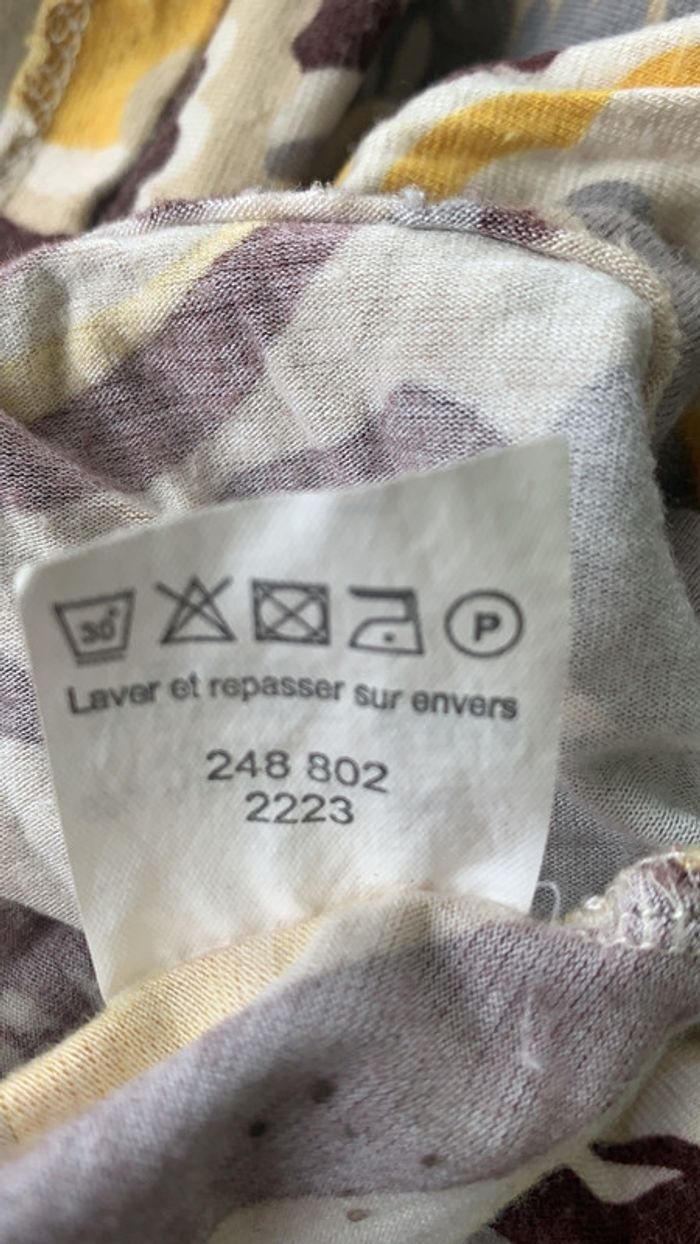 30°
P
Laver et repasser sur envers
248 802
2223